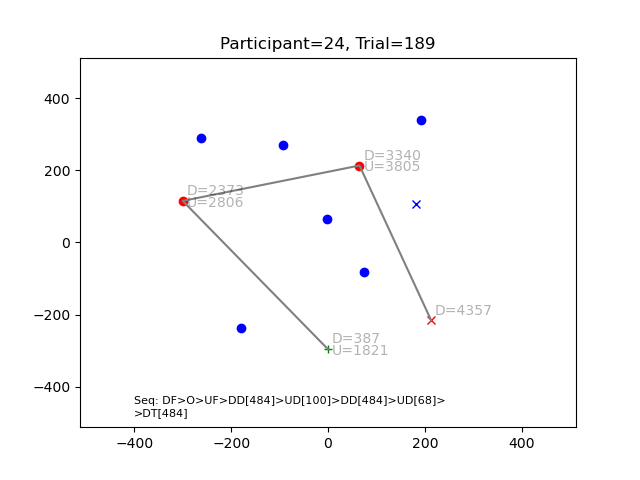 Participant=24, Trial=189
400
200
0
−200
−400
D=3340
U=3805
D=2373
U=2806
D=4357
D=387
U=1821
Seq: DF>O>UF>DD[484]>UD[100]>DD[484]>UD[68]>
>DT[484]
−400
−200
0
200
400